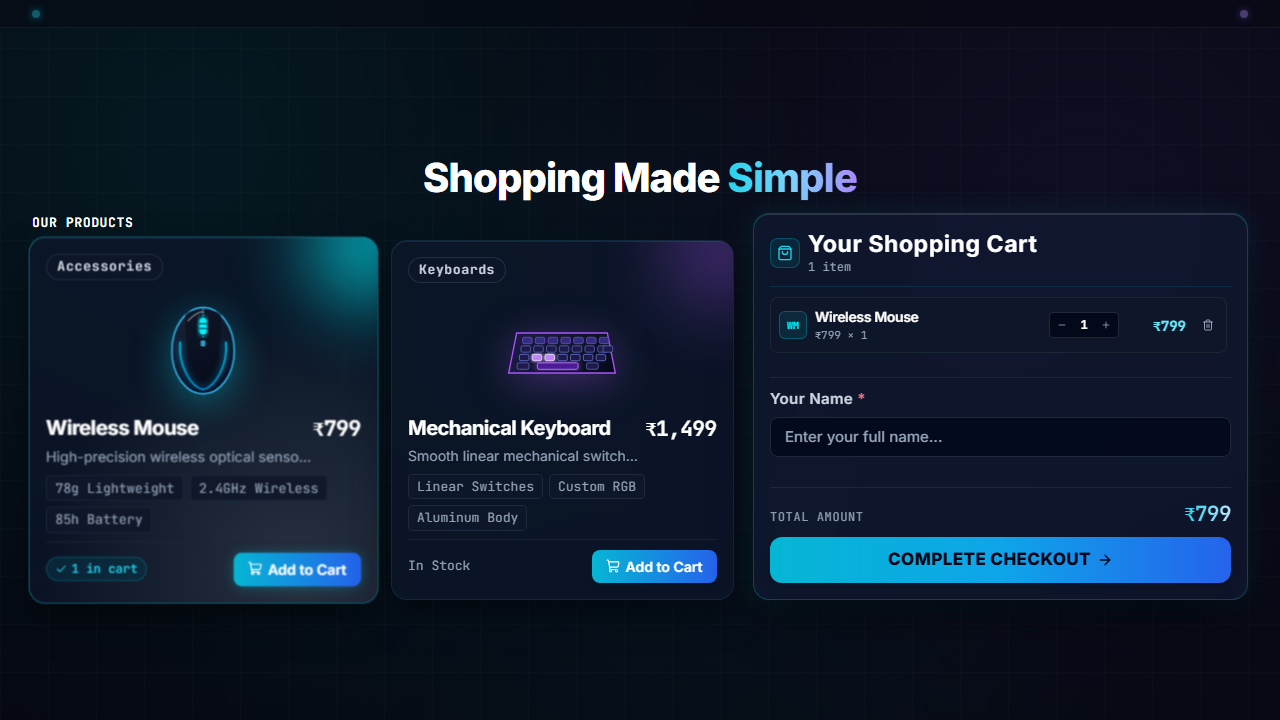 Shopping Made Simple
OUR PRODUCTS
Accessories
Wireless Mouse
₹799
High-precision wireless optical senso...
78g Lightweight
2.4GHz Wireless
85h Battery
✓ 1 in cart
Add to Cart
Keyboards
Mechanical Keyboard
₹1,499
Smooth linear mechanical switch...
Linear Switches
Custom RGB
Aluminum Body
In Stock
Add to Cart
Your Shopping Cart
1 item
WM
Wireless Mouse
₹799 × 1
− 1 +
₹799
Your Name *
Enter your full name...
TOTAL AMOUNT
₹799
COMPLETE CHECKOUT →